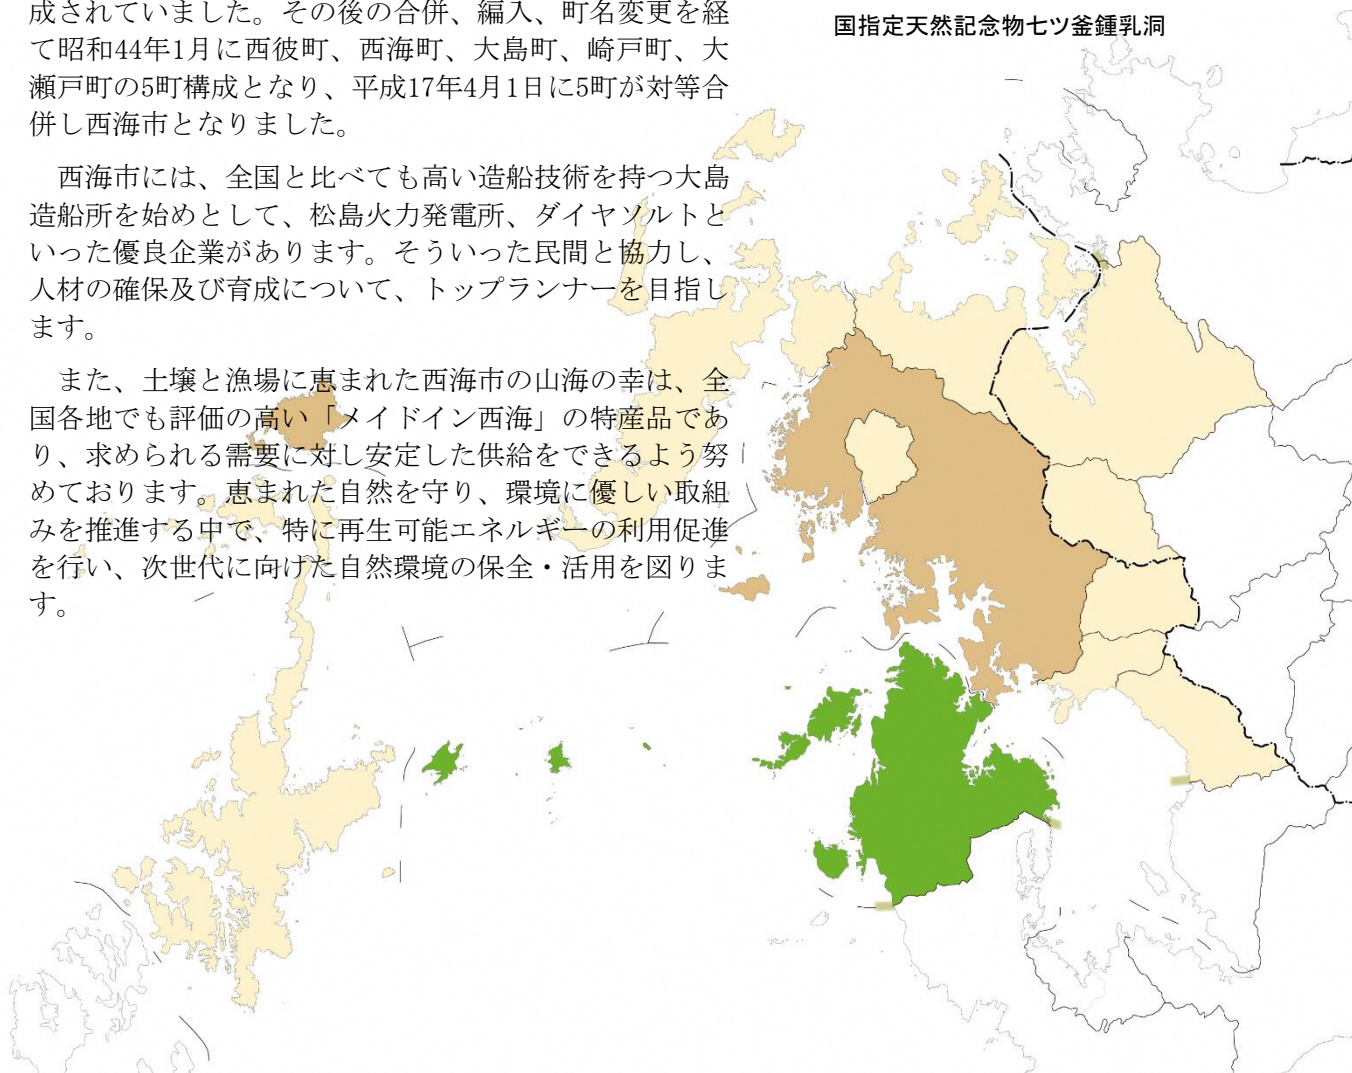 成されていました。その後の合併、編入、町名変更を経
て昭和44年1月に西彼町、西海町、大島町、崎戸町、大
瀬戸町の5町構成となり、平成17年4月1日に5町が対等合
併し西海市となりました。
西海市には、全国と比べても高い造船技術を持つ大島
造船所を始めとして、松島火力発電所、ダイヤソルトと
いった優良企業があります。そういった民間と協力し、
人材の確保及び育成について、トップランナーを目指し
ます。
また、土壌と漁場に恵まれた西海市の山海の幸は、全
国各地でも評価の高い「メイドイン西海」の特産品であ
り、求められる需要に対し安定した供給をできるよう努
めております。恵まれた自然を守り、環境に優しい取組
みを推進する中で、特に再生可能エネルギーの利用促進
を行い、次世代に向けた自然環境の保全・活用を図りま
す。
国指定天然記念物七ツ釜鍾乳洞